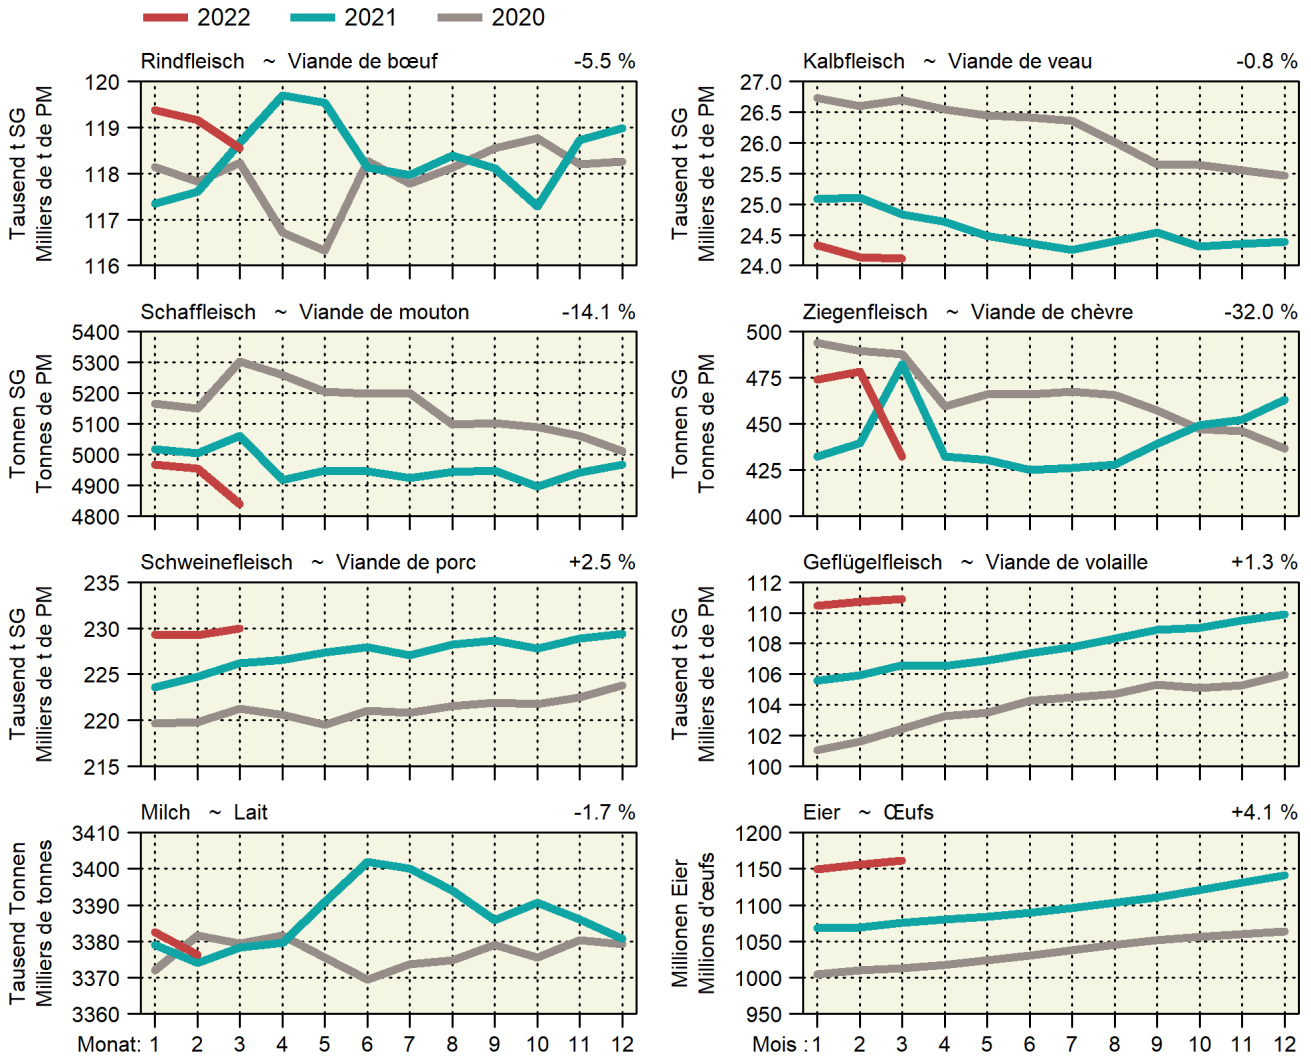 2022 2021 2020
Rindfleisch ~ Viande de bœuf -5.5 %
Tausend t SG
Milliers de t de PM
120
119
118
117
116
Kalbfleisch ~ Viande de veau -0.8 %
Tausend t SG
Milliers de t de PM
27.0
26.5
26.0
25.5
25.0
24.5
24.0
Schaffleisch ~ Viande de mouton -14.1 %
Tonnen SG
Tonnes de PM
5400
5300
5200
5100
5000
4900
4800
Ziegenfleisch ~ Viande de chèvre -32.0 %
Tonnen SG
Tonnes de PM
500
475
450
425
400
Schweinefleisch ~ Viande de porc +2.5 %
Tausend t SG
Milliers de t de PM
235
230
225
220
215
Geflügelfleisch ~ Viande de volaille +1.3 %
Tausend t SG
Milliers de t de PM
112
110
108
106
104
102
100
Milch ~ Lait -1.7 %
Tausend Tonnen
Milliers de tonnes
3410
3400
3390
3380
3370
3360
Monat: 1 2 3 4 5 6 7 8 9 10 11 12
Eier ~ Œufs +4.1 %
Millionen Eier
Millions d'œufs
1200
1150
1100
1050
1000
950
Mois : 1 2 3 4 5 6 7 8 9 10 11 12